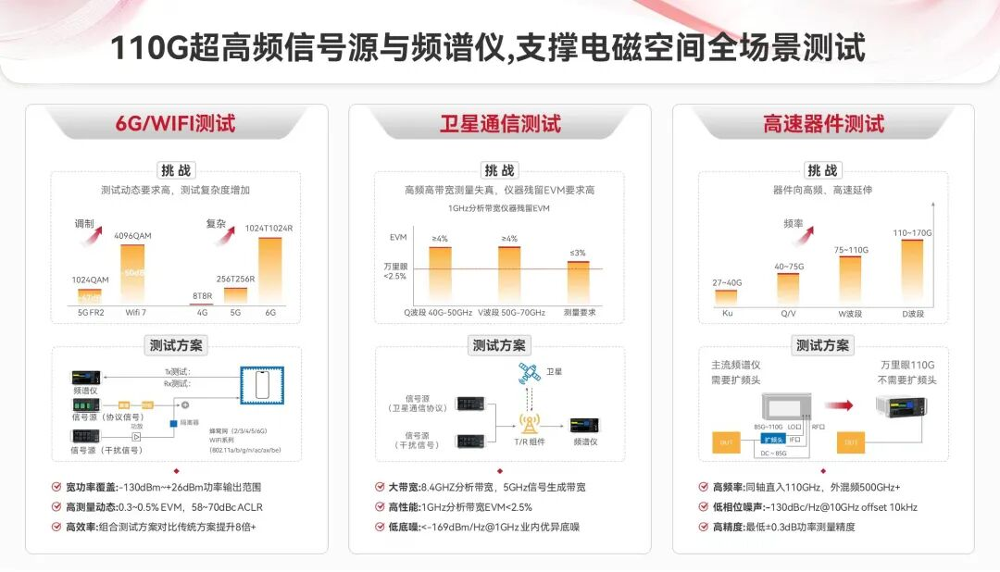 110G超高频信号源与频谱仪,支撑电磁空间全场景测试
6G/WIFI测试
挑 战
测试动态要求高，测试复杂度增加
调制
4096QAM
1024QAM
5G FR2
Wifi 7
复杂
1024T1024R
256T256R
8T8R
4G
5G
6G
测试方案
频谱仪
Tx测试：
Rx测试：
信号源（协议信号）
功放
隔离器
信号源（干扰信号）
蜂窝网（2/3/4/5/6G）
WIFI系列
（802.11a/b/g/n/ac/ax/be）
宽功率覆盖:-130dBm~+26dBm功率输出范围
高测量动态:0.3~0.5% EVM，58~70dBc ACLR
高效率:组合测试方案对比传统方案提升8倍+
卫星通信测试
挑 战
高频高带宽测量失真，仪器残留EVM要求高
1GHz分析带宽仪器残留EVM
EVM
≥4%
≥4%
≤3%
万里眼
<2.5%
Q波段 40G-50GHz
V波段 50G-70GHz
测量要求
测试方案
卫星
信号源
（卫星通信协议）
信号源
（干扰信号）
T/R 组件
频谱仪
大带宽:8.4GHZ分析带宽，5GHz信号生成带宽
高性能:1GHz分析带宽EVM<2.5%
低底噪:<-169dBm/Hz@1GHz 业内优异底噪
高速器件测试
挑 战
器件向高频、高速延伸
频率
110~170G
75~110G
40~75G
27~40G
Ku
Q/V
W波段
D波段
测试方案
主流频谱仪
需要扩频头
万里眼110G
不需要扩频头
85G~110G
LO口
RF口
DUT
扩频头
IF口
DC ~ 85G
DUT
高频率:同轴直入110GHz，外混频500GHz+
低相位噪声:-130dBc/Hz@10GHz offset 10kHz
高精度:最低±0.3dB功率测量精度